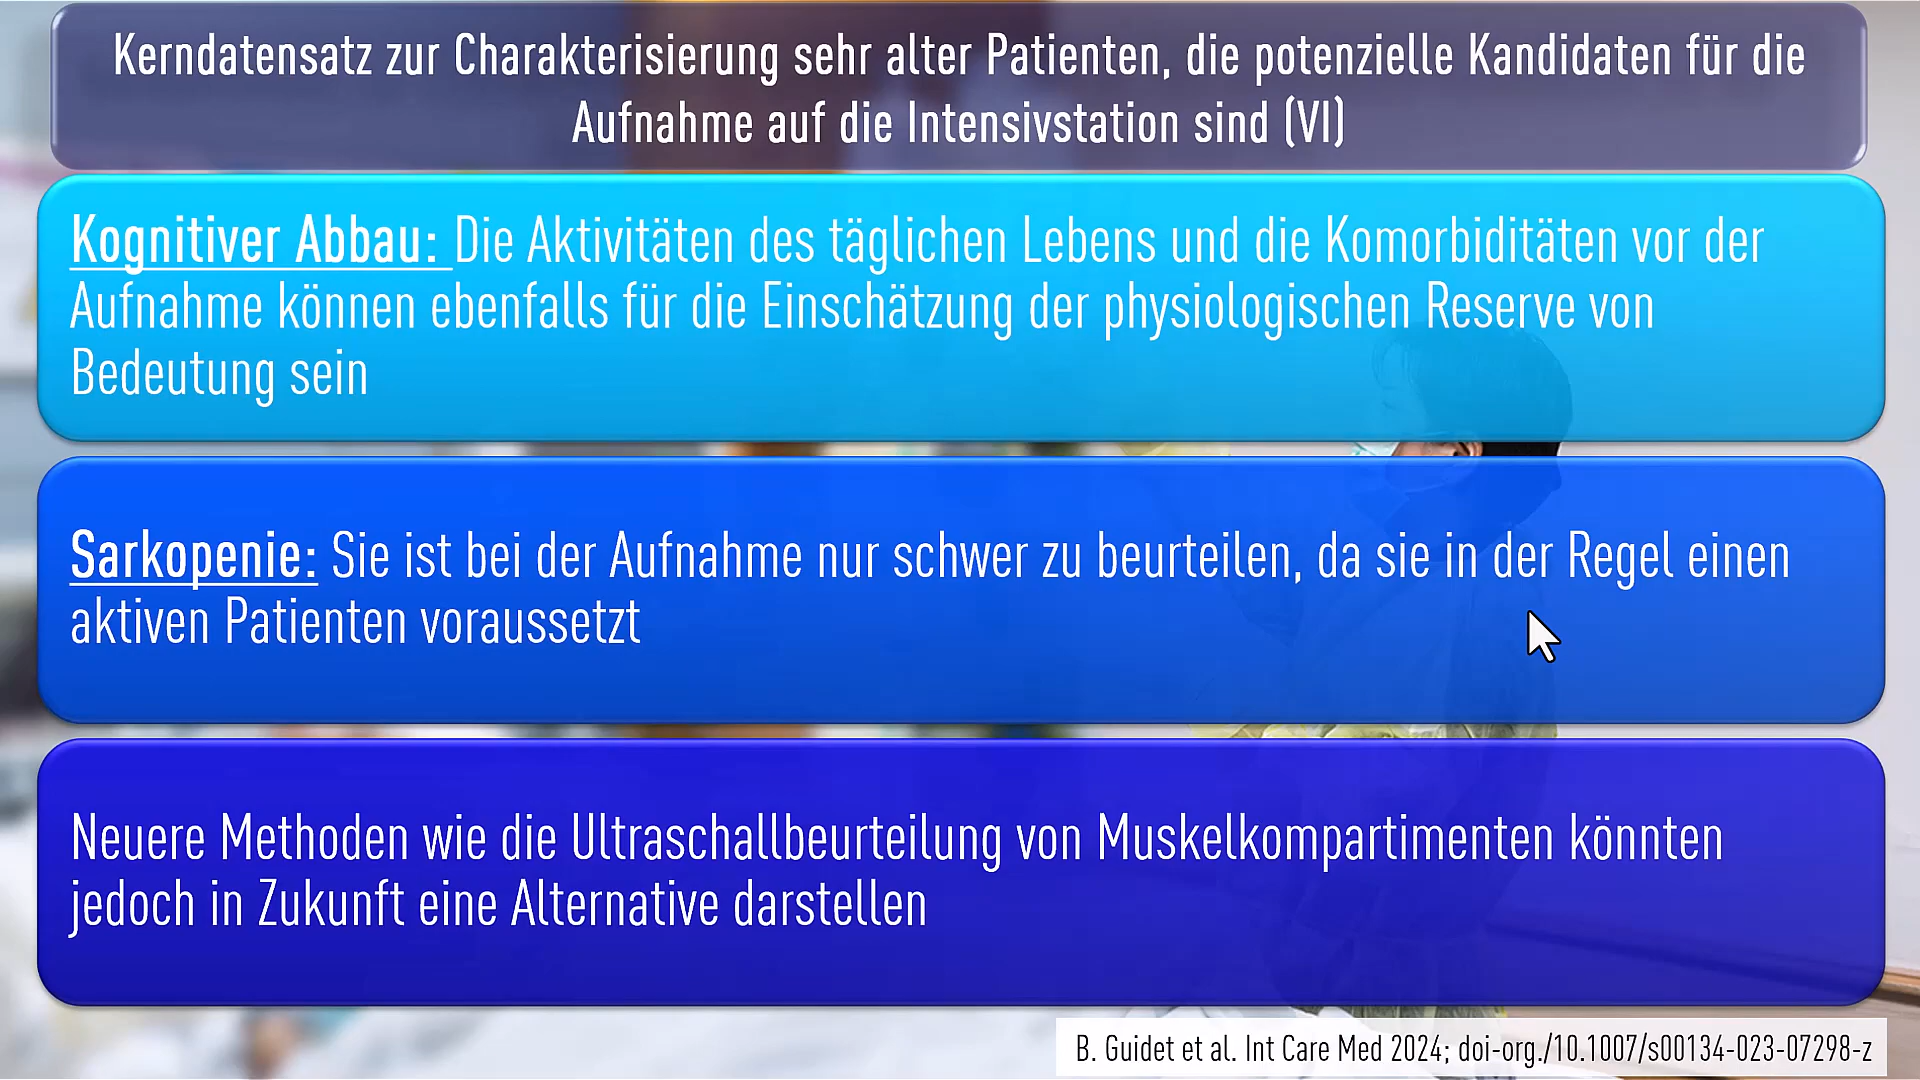 Kerndatensatz zur Charakterisierung sehr alter Patienten, die potenzielle Kandidaten für die
Aufnahme auf die Intensivstation sind (VI)
Kognitiver Abbau: Die Aktivitäten des täglichen Lebens und die Komorbiditäten vor der
Aufnahme können ebenfalls für die Einschätzung der physiologischen Reserve von
Bedeutung sein
Sarkopenie: Sie ist bei der Aufnahme nur schwer zu beurteilen, da sie in der Regel einen
aktiven Patienten voraussetzt
Neuere Methoden wie die Ultraschallbeurteilung von Muskelkompartimenten könnten
jedoch in Zukunft eine Alternative darstellen
B. Guidet et al. Int Care Med 2024; doi-org./10.1007/s00134-023-07298-z